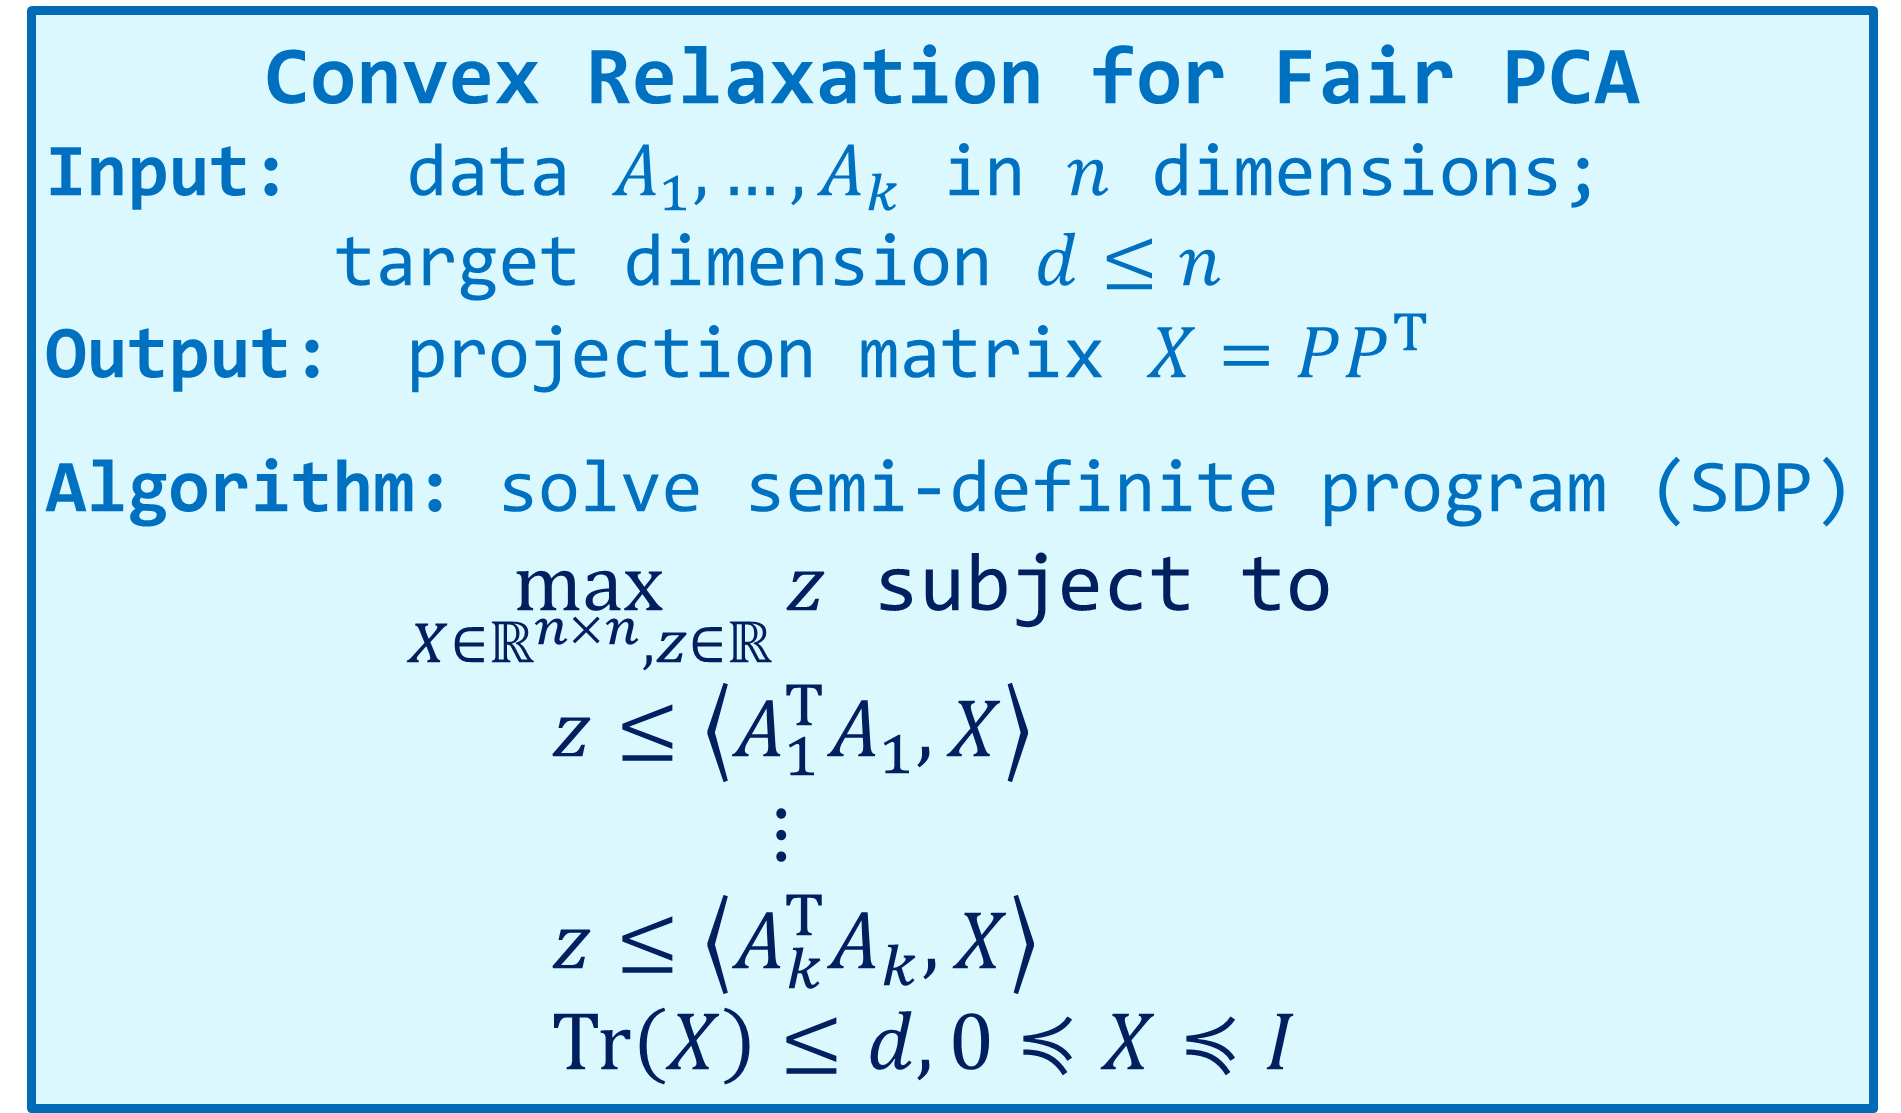 Convex Relaxation for Fair PCA
Input: data A₁,…,Aₖ in n dimensions;
target dimension d ≤ n
Output: projection matrix X = PPᵀ
Algorithm: solve semi-definite program (SDP)
max z subject to
X∈ℝⁿˣⁿ,z∈ℝ
z ≤ ⟨A₁ᵀA₁, X⟩
⋮
z ≤ ⟨AₖᵀAₖ, X⟩
Tr(X) ≤ d, 0 ≼ X ≼ I